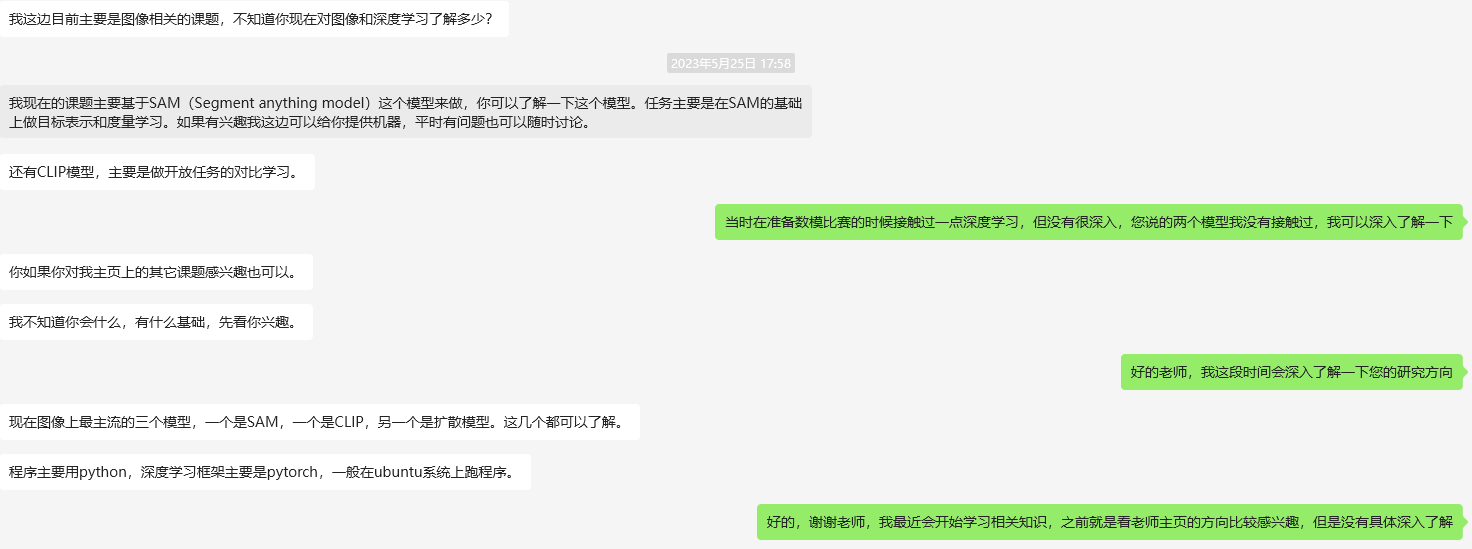 我这边目前主要是图像相关的课题，不知道你现在对图像和深度学习了解多少？
2023年5月25日 17:58
我现在的课题主要基于SAM（Segment anything model）这个模型来做，你可以了解一下这个模型。任务主要是在SAM的基础
上做目标表示和度量学习。如果有兴趣我这边可以给你提供机器，平时有问题也可以随时讨论。
还有CLIP模型，主要是做开放任务的对比学习。
当时在准备数模比赛的时候接触过一点深度学习，但没有很深入，您说的两个模型我没有接触过，我可以深入了解一下
你如果你对我主页上的其它课题感兴趣也可以。
我不知道你会什么，有什么基础，先看你兴趣。
好的老师，我这段时间会深入了解一下您的研究方向
现在图像上最主流的三个模型，一个是SAM，一个是CLIP，另一个是扩散模型。这几个都可以了解。
程序主要用python，深度学习框架主要是pytorch，一般在ubuntu系统上跑程序。
好的，谢谢老师，我最近会开始学习相关知识，之前就是看老师主页的方向比较感兴趣，但是没有具体深入了解